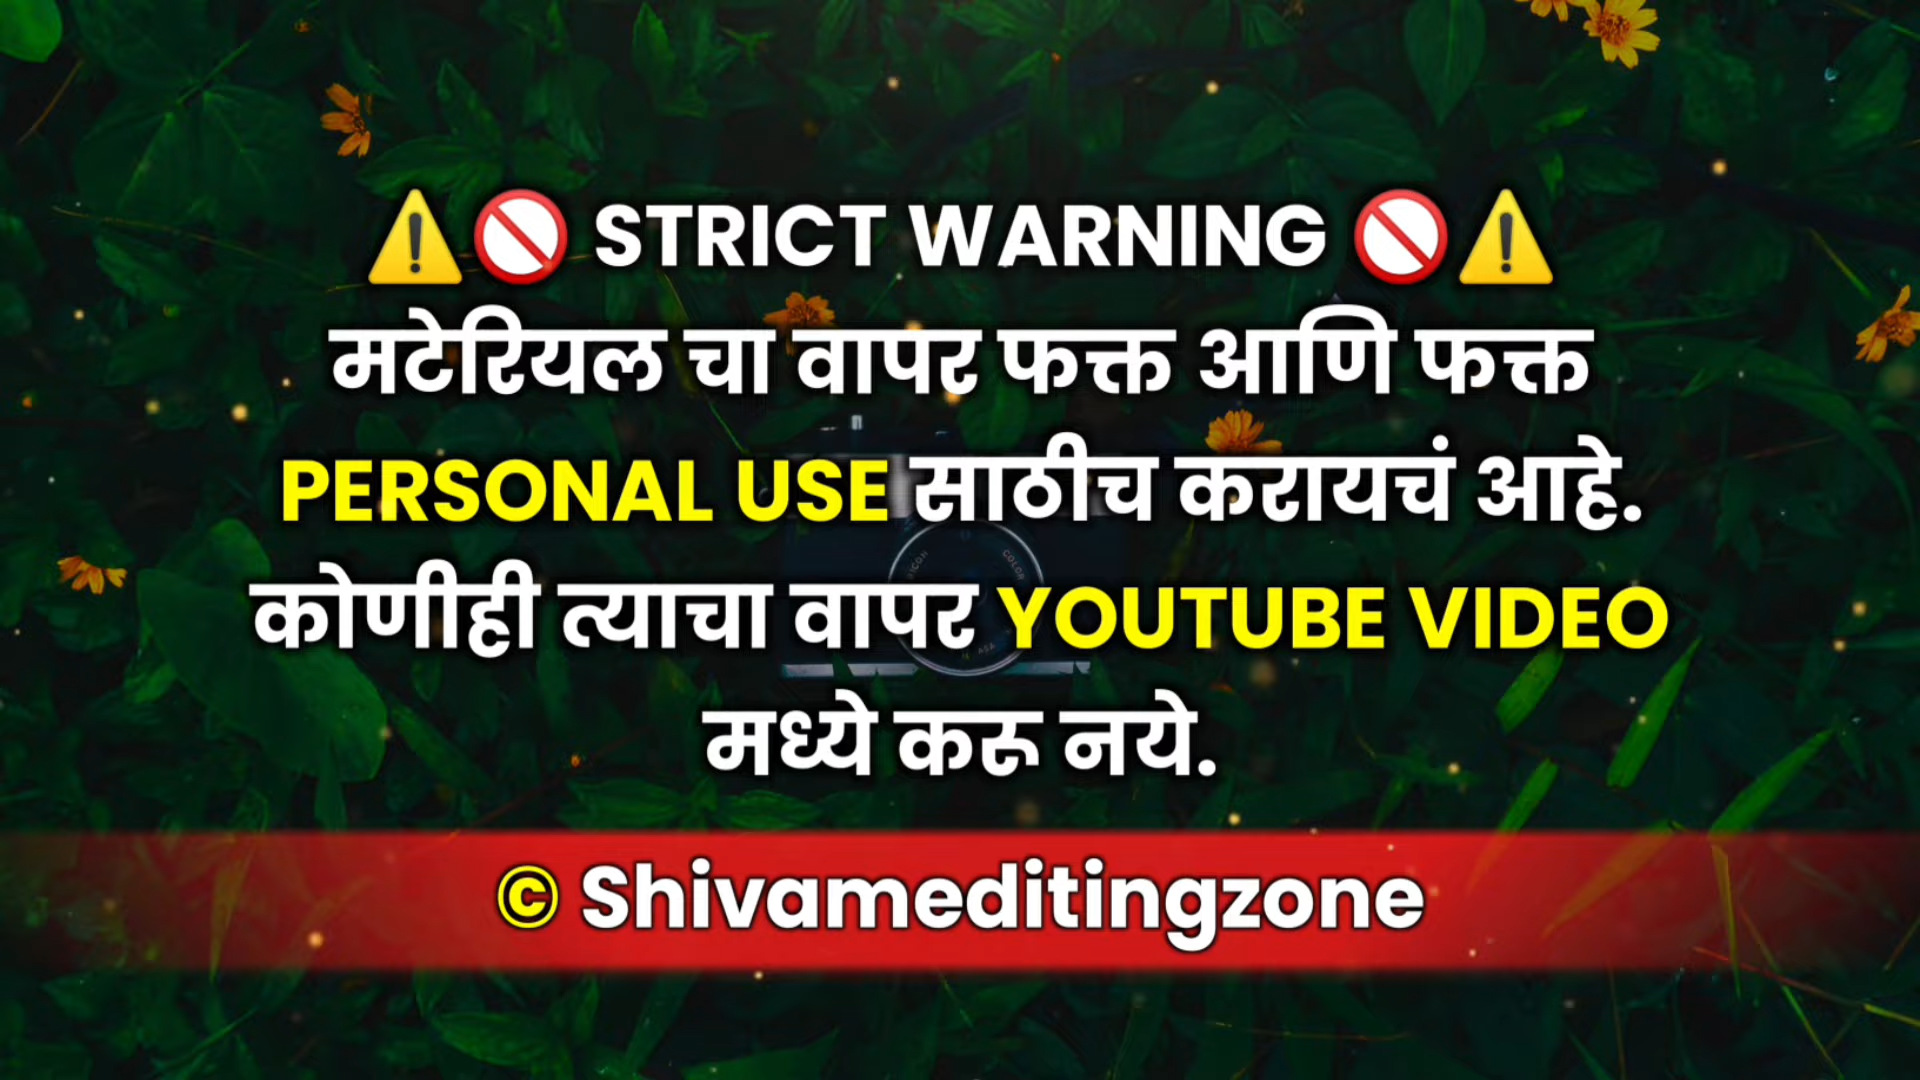 ⚠️🚫 STRICT WARNING 🚫⚠️
मटेरियल चा वापर फक्त आणि फक्त
PERSONAL USE साठीच करायचं आहे.
कोणीही त्याचा वापर YOUTUBE VIDEO
मध्ये करू नये.
© Shivameditingzone